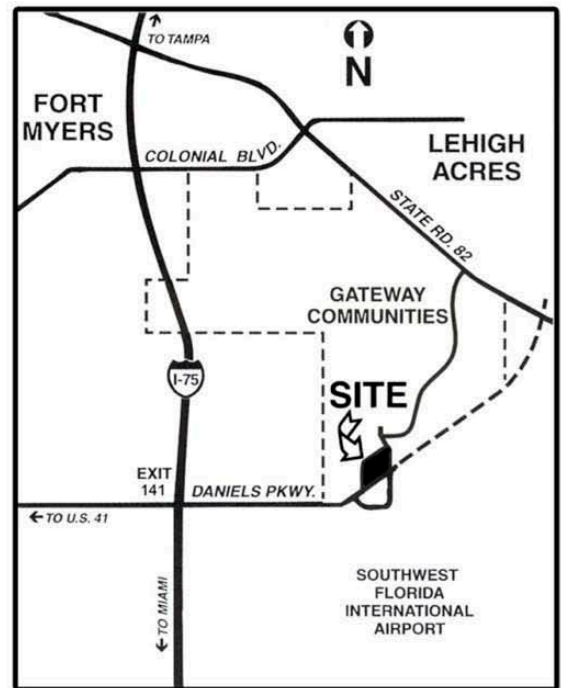 TO TAMPA
N
FORT
MYERS
COLONIAL BLVD.
LEHIGH
ACRES
STATE RD. 82
GATEWAY
COMMUNITIES
I-75
SITE
EXIT
141
DANIELS PKWY.
TO U.S. 41
SOUTHWEST
FLORIDA
INTERNATIONAL
AIRPORT
TO MIAMI